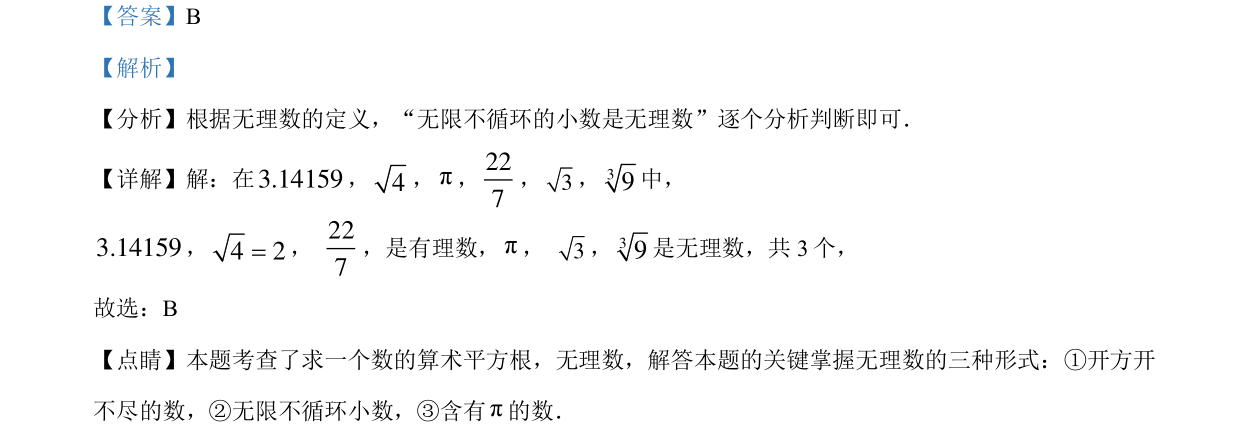 【答案】B
【解析】
【分析】根据无理数的定义，“无限不循环的小数是无理数”逐个分析判断即可．
【详解】解：在3.14159，√4，π，22/7，√3，∛9中，
3.14159，√4=2， 22/7，是有理数，π， √3，∛9是无理数，共3个，
故选：B
【点睛】本题考查了求一个数的算术平方根，无理数，解答本题的关键掌握无理数的三种形式：①开方开
不尽的数，②无限不循环小数，③含有π的数．